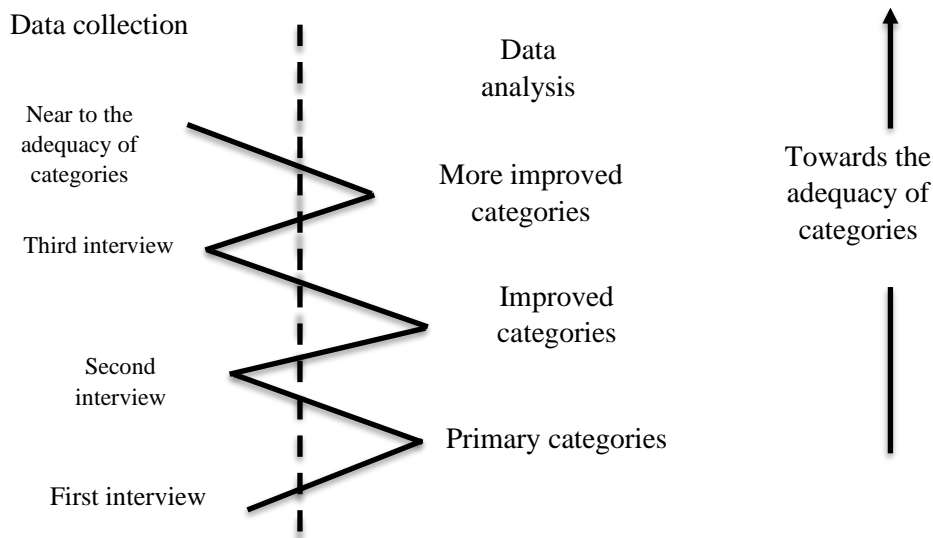 Data collection
Data
analysis
Near to the
adequacy of
categories
More improved
categories
Towards the
adequacy of
categories
Third interview
Improved
categories
Second
interview
Primary categories
First interview